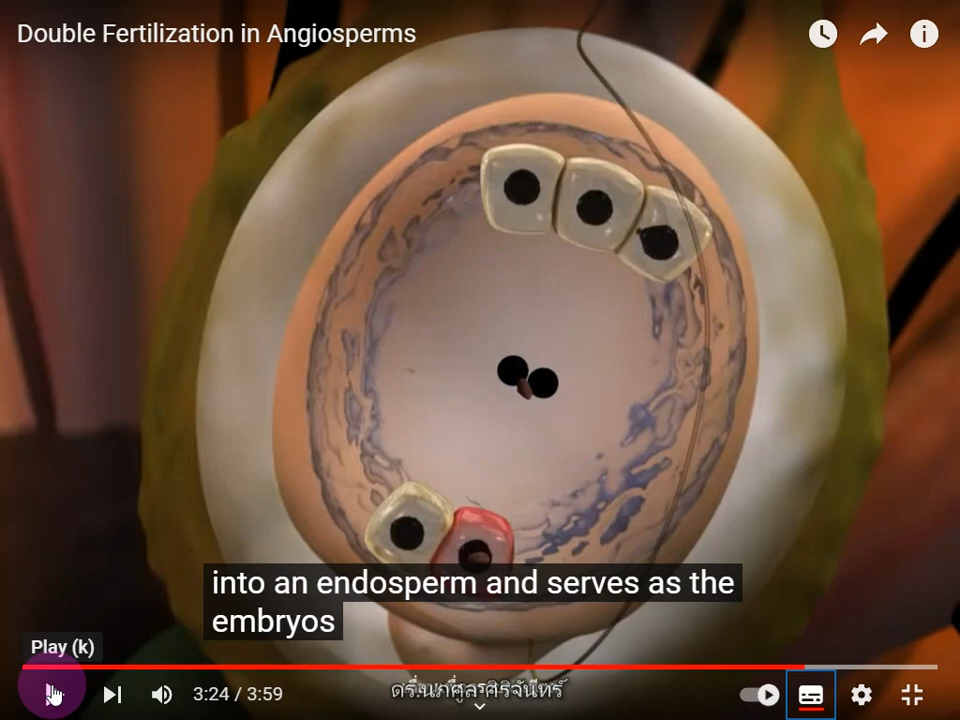 Double Fertilization in Angiosperms
into an endosperm and serves as the
embryos
Play (k)
3:24 / 3:59